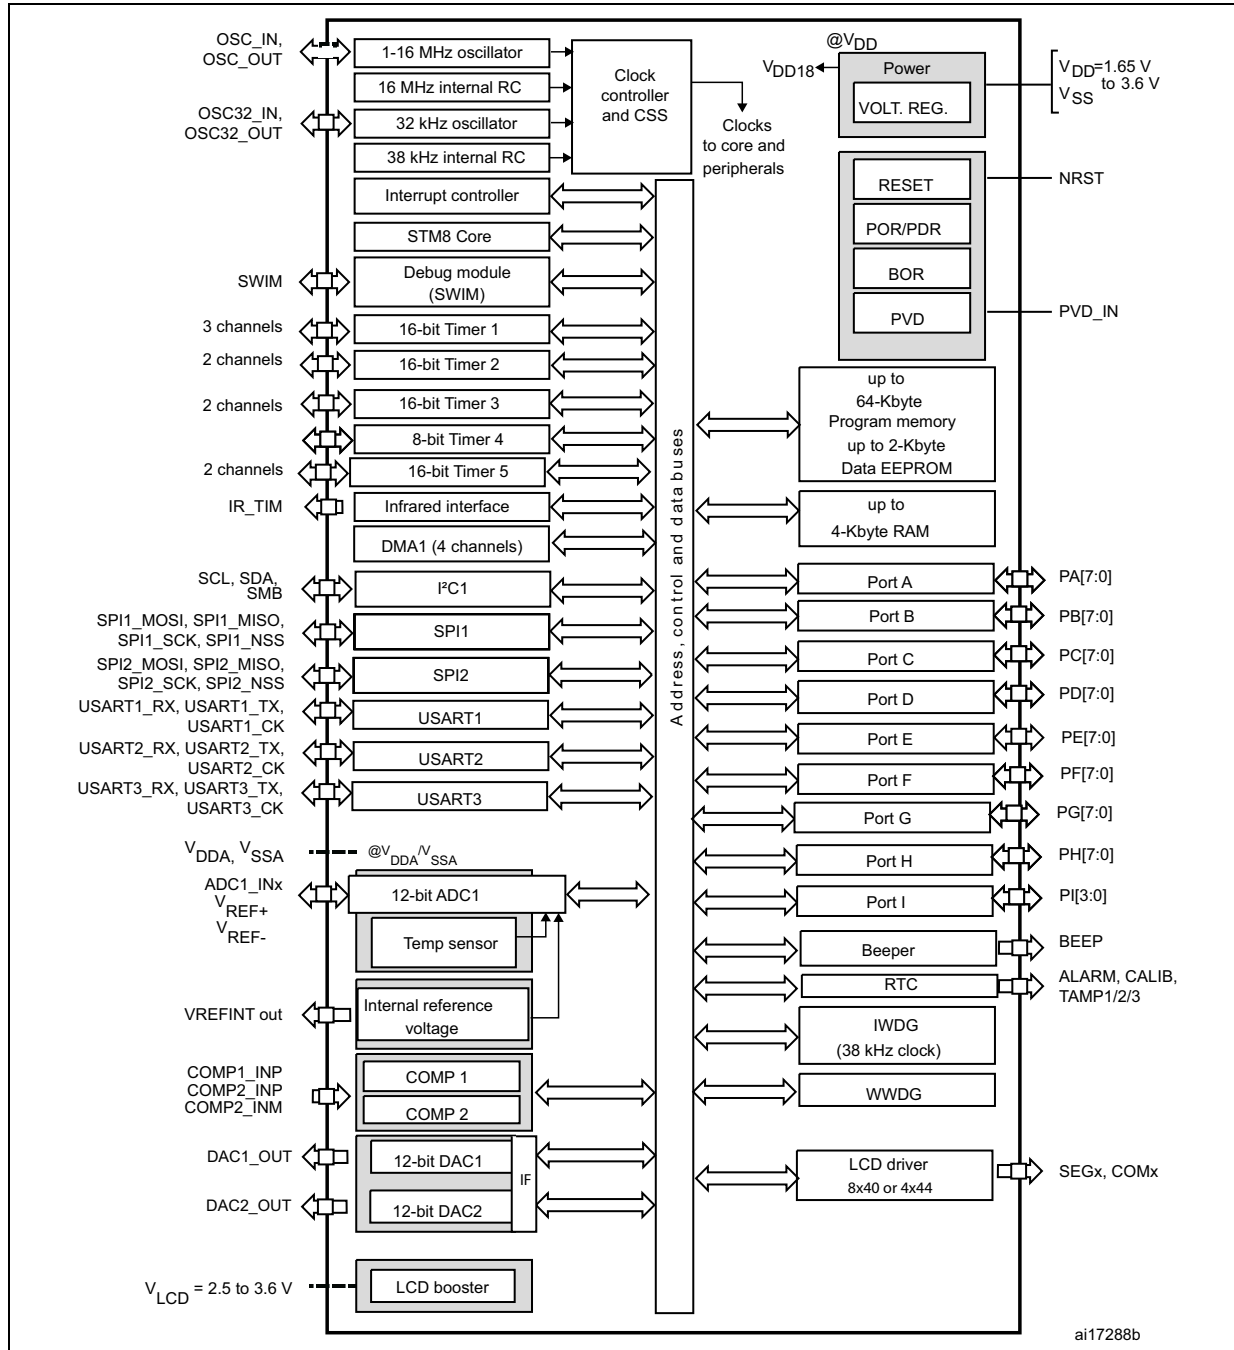 OSC_IN,
OSC_OUT
1-16 MHz oscillator
16 MHz internal RC
OSC32_IN,
OSC32_OUT
32 kHz oscillator
38 kHz internal RC
Clock
controller
and CSS
Clocks
to core and
peripherals
@VDD
VDD18
Power
VOLT. REG.
VDD=1.65 V
to 3.6 V
VSS
RESET
NRST
POR/PDR
BOR
PVD
PVD_IN
Interrupt controller
STM8 Core
SWIM
Debug module
(SWIM)
3 channels
16-bit Timer 1
2 channels
16-bit Timer 2
2 channels
16-bit Timer 3
8-bit Timer 4
2 channels
16-bit Timer 5
IR_TIM
Infrared interface
DMA1 (4 channels)
SCL, SDA,
SMB
I²C1
SPI1_MOSI, SPI1_MISO,
SPI1_SCK, SPI1_NSS
SPI1
SPI2_MOSI, SPI2_MISO,
SPI2_SCK, SPI2_NSS
SPI2
USART1_RX, USART1_TX,
USART1_CK
USART1
USART2_RX, USART2_TX,
USART2_CK
USART2
USART3_RX, USART3_TX,
USART3_CK
USART3
VDDA, VSSA
@VDDA/VSSA
ADC1_INx
VREF+
VREF-
12-bit ADC1
Temp sensor
VREFINT out
Internal reference
voltage
COMP1_INP
COMP2_INP
COMP2_INM
COMP 1
COMP 2
DAC1_OUT
12-bit DAC1
IF
DAC2_OUT
12-bit DAC2
VLCD = 2.5 to 3.6 V
LCD booster
Address, control and data buses
up to
64-Kbyte
Program memory
up to 2-Kbyte
Data EEPROM
up to
4-Kbyte RAM
Port A
PA[7:0]
Port B
PB[7:0]
Port C
PC[7:0]
Port D
PD[7:0]
Port E
PE[7:0]
Port F
PF[7:0]
Port G
PG[7:0]
Port H
PH[7:0]
Port I
PI[3:0]
Beeper
BEEP
RTC
ALARM, CALIB,
TAMP1/2/3
IWDG
(38 kHz clock)
WWDG
LCD driver
8x40 or 4x44
SEGx, COMx
ai17288b